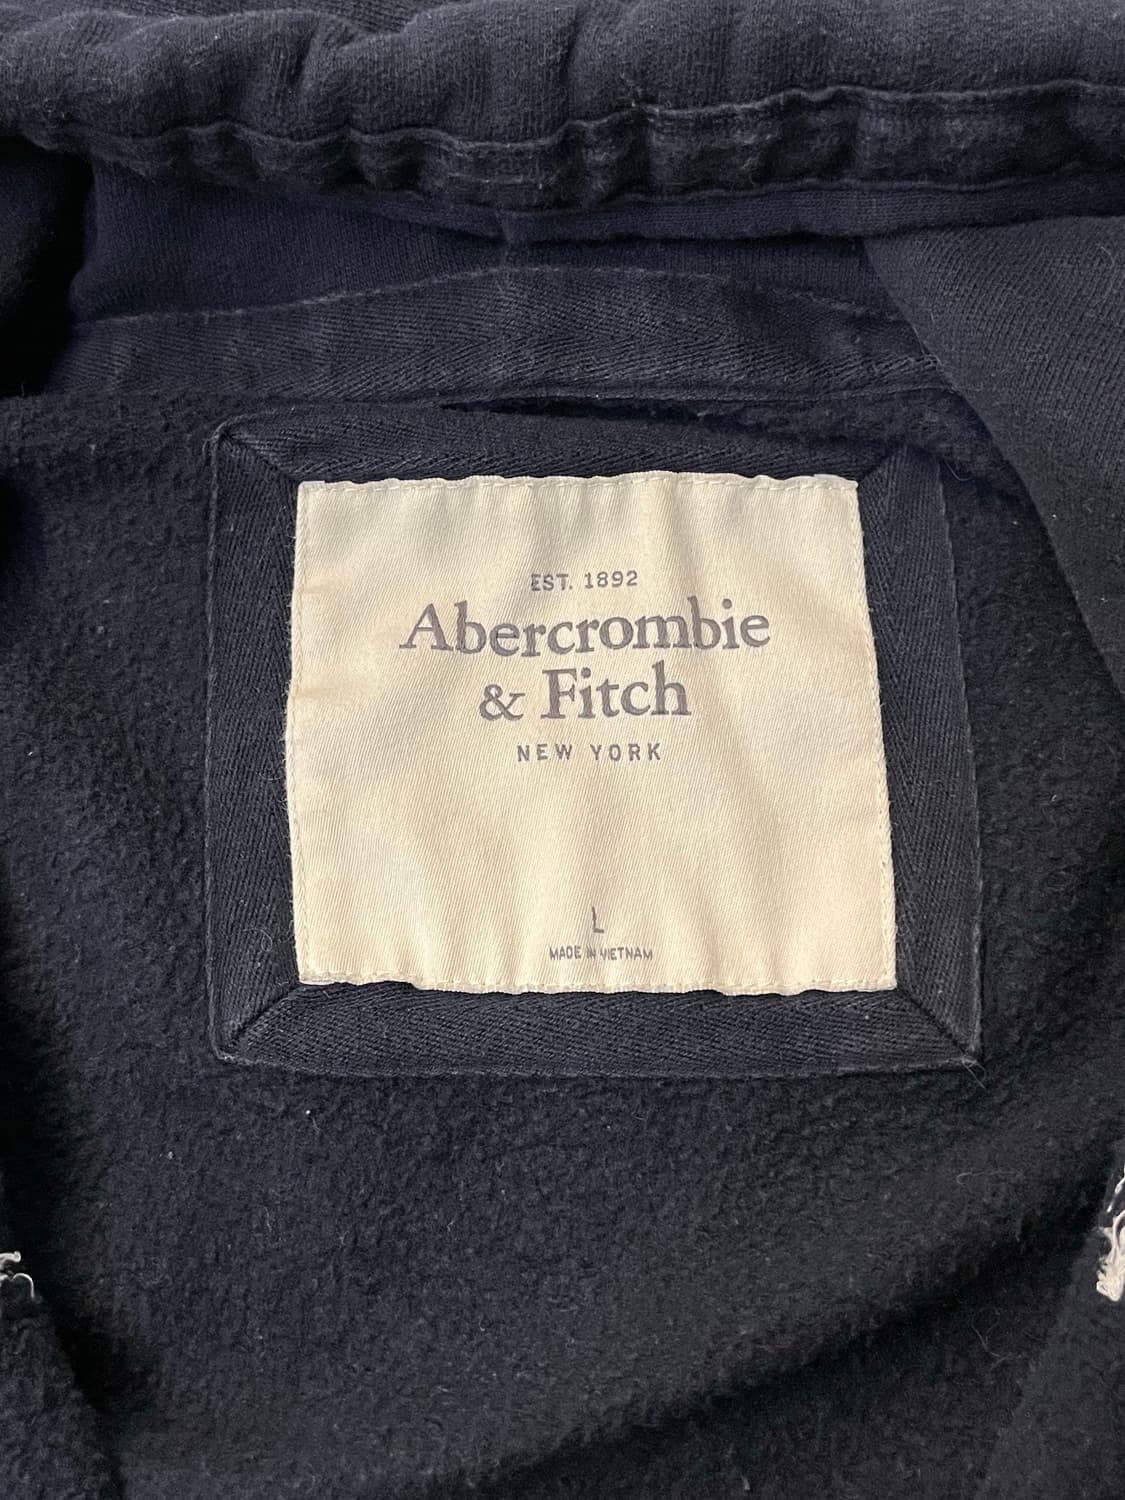 EST. 1892
Abercrombie
& Fitch
NEW YORK
L
MADE IN VIETNAM